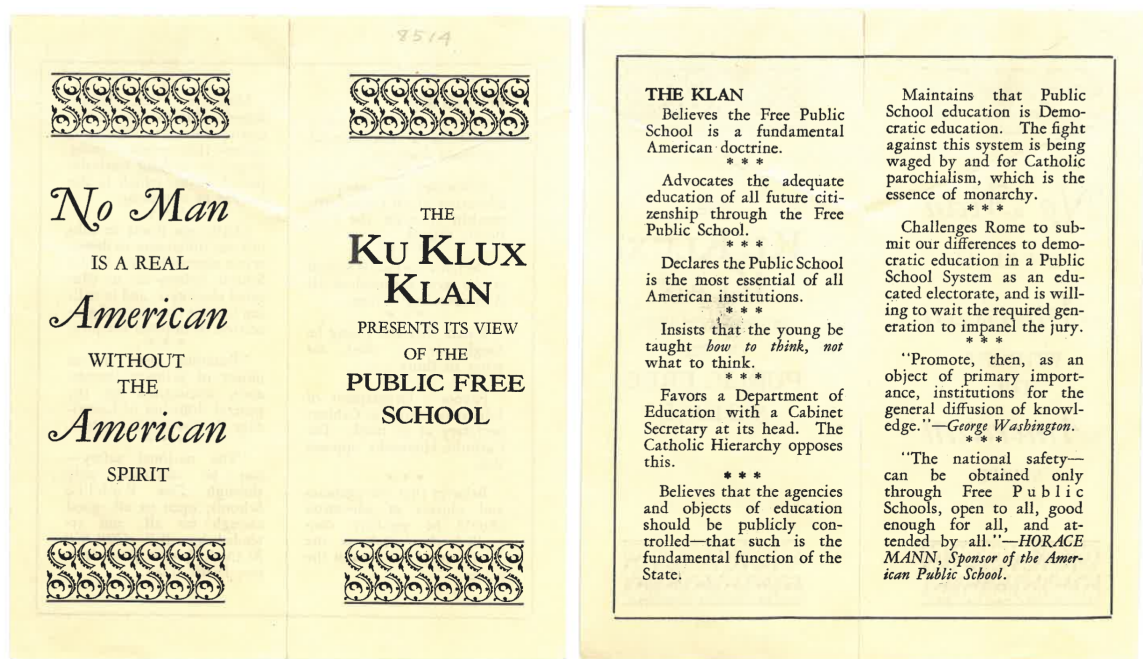 8514
No Man
IS A REAL
American
WITHOUT
THE
American
SPIRIT
THE
KU KLUX
KLAN
PRESENTS ITS VIEW
OF THE
PUBLIC FREE
SCHOOL
THE KLAN
Believes the Free Public
School is a fundamental
American doctrine.
* * *
Advocates the adequate
education of all future citi-
zenship through the Free
Public School.
* * *
Declares the Public School
is the most essential of all
American institutions.
* * *
Insists that the young be
taught how to think, not
what to think.
* * *
Favors a Department of
Education with a Cabinet
Secretary at its head. The
Catholic Hierarchy opposes
this.
* * *
Believes that the agencies
and objects of education
should be publicly con-
trolled—that such is the
fundamental function of the
State.
Maintains that Public
School education is Demo-
cratic education. The fight
against this system is being
waged by and for Catholic
parochialism, which is the
essence of monarchy.
* * *
Challenges Rome to sub-
mit our differences to demo-
cratic education in a Public
School System as an edu-
cated electorate, and is will-
ing to wait the required gen-
eration to impanel the jury.
* * *
"Promote, then, as an
object of primary import-
ance, institutions for the
general diffusion of knowl-
edge."—George Washington.
* * *
"The national safety—
can be obtained only
through Free Public
Schools, open to all, good
enough for all, and at-
tended by all."—HORACE
MANN, Sponsor of the Amer-
ican Public School.